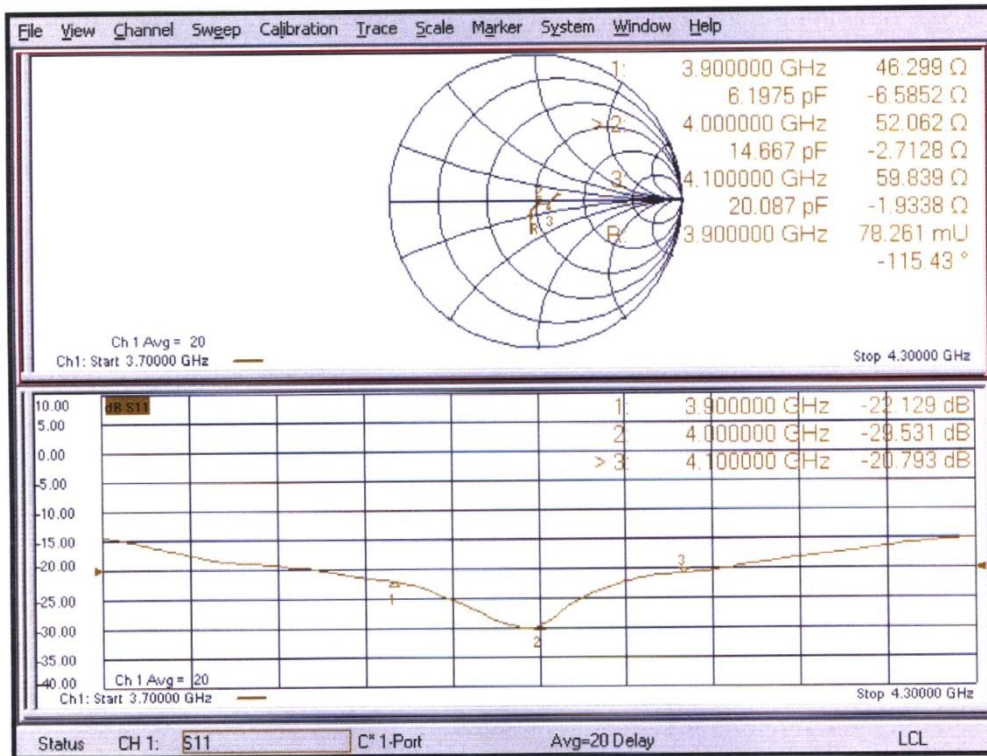 File View Channel Sweep Calibration Trace Scale Marker System Window Help
1: 3.900000 GHz 46.299 Ω
6.1975 pF -6.5852 Ω
> 2: 4.000000 GHz 52.062 Ω
14.667 pF -2.7128 Ω
3: 4.100000 GHz 59.839 Ω
20.087 pF -1.9338 Ω
R: 3.900000 GHz 78.261 mU
-115.43 °
2
1
3
R
Ch 1 Avg = 20
Ch1: Start 3.70000 GHz
Stop 4.30000 GHz
10.00
5.00
0.00
-5.00
-10.00
-15.00
-20.00
-25.00
-30.00
-35.00
-40.00
dB S11
1: 3.900000 GHz -22.129 dB
2: 4.000000 GHz -29.531 dB
> 3: 4.100000 GHz -20.793 dB
1
2
3
Ch 1 Avg = 20
Ch1: Start 3.70000 GHz
Stop 4.30000 GHz
Status CH 1: S11 C* 1-Port Avg=20 Delay LCL